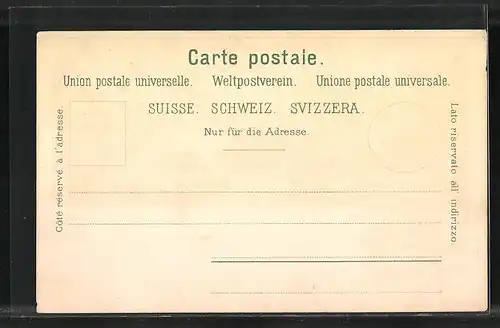 Carte postale.
Union postale universelle. Weltpostverein. Unione postale universale.
SUISSE. SCHWEIZ. SVIZZERA.
Nur für die Adresse.
Côté réservé à l'adresse.
Lato riservato all indirizzo.